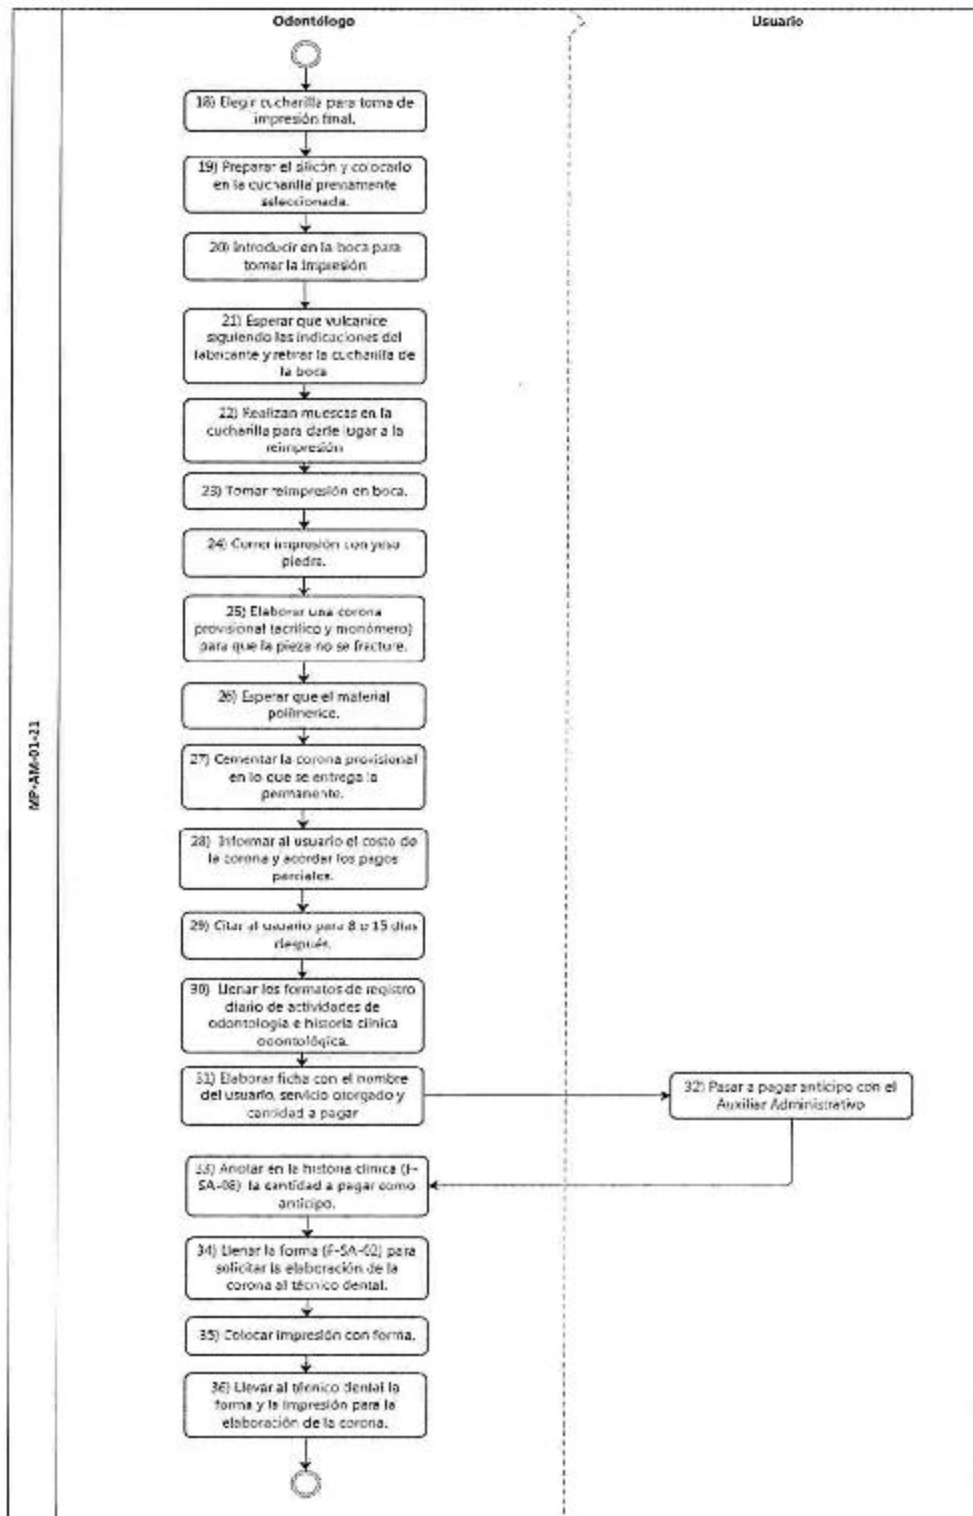 Odontólogo
Usuario
18) Elegir cucharilla para toma de
impresión final.
19) Preparar el silicón y colocarlo
en la cucharilla previamente
seleccionada.
20) Introducir en la boca para
tomar la impresión
21) Esperar que vulcanice
siguiendo las indicaciones del
fabricante y retirar la cucharilla de
la boca
22) Realizan muescas en la
cucharilla para darle lugar a la
reimpresión
23) Tomar reimpresión en boca.
24) Correr impresión con yeso
piedra.
25) Elaborar una corona
provisional (acrílico y monómero)
para que la pieza no se fracture.
26) Esperar que el material
polimerice.
27) Cementar la corona provisional
en lo que se entrega la
permanente.
28) Informar al usuario el costo de
la corona y acordar los pagos
parciales.
29) Citar al usuario para 8 o 15 días
después.
30) Llenar los formatos de registro
diario de actividades de
odontología e historia clínica
odontológica.
31) Elaborar ficha con el nombre
del usuario, servicio otorgado y
cantidad a pagar
32) Pasar a pagar anticipo con el
Auxiliar Administrativo
33) Anotar en la historia clínica (F-
SA-08) la cantidad a pagar como
anticipo.
34) Llenar la forma (F-SA-02) para
solicitar la elaboración de la
corona al técnico dental.
35) Colocar impresión con forma.
36) Llevar al técnico dental la
forma y la impresión para la
elaboración de la corona.
MP-AM-01-21